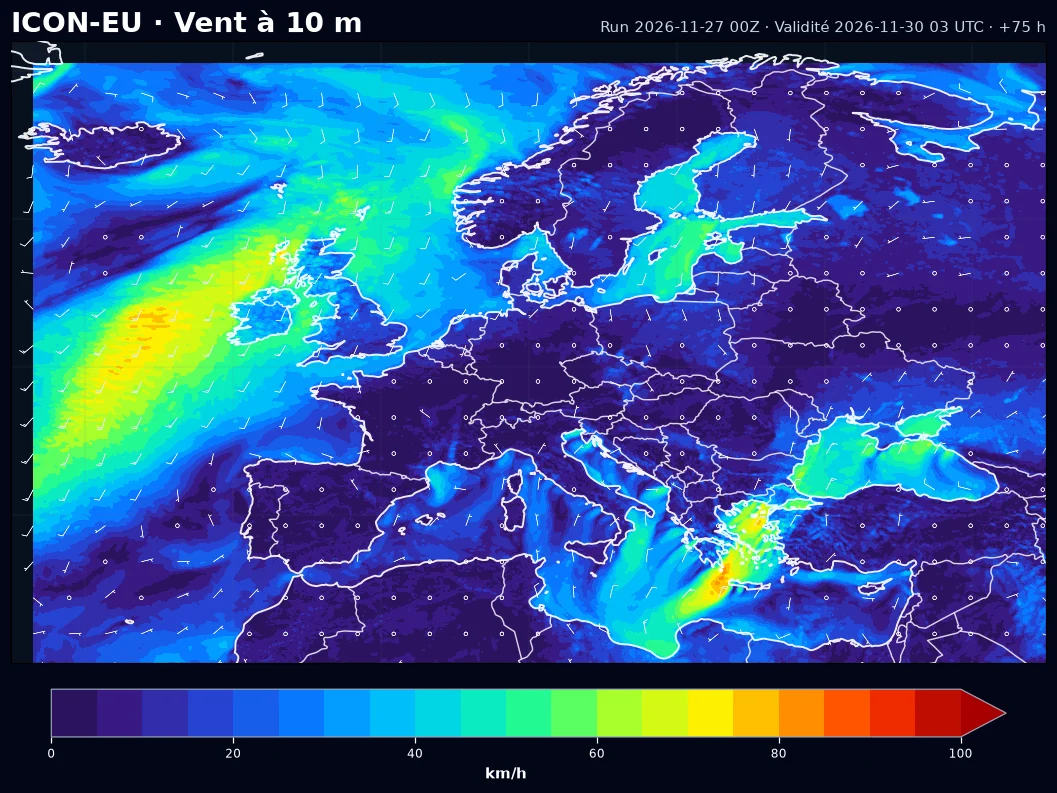 ICON-EU · Vent à 10 m
Run 2026-11-27 00Z · Validité 2026-11-30 03 UTC · +75 h
0 20 40 60 80 100
km/h